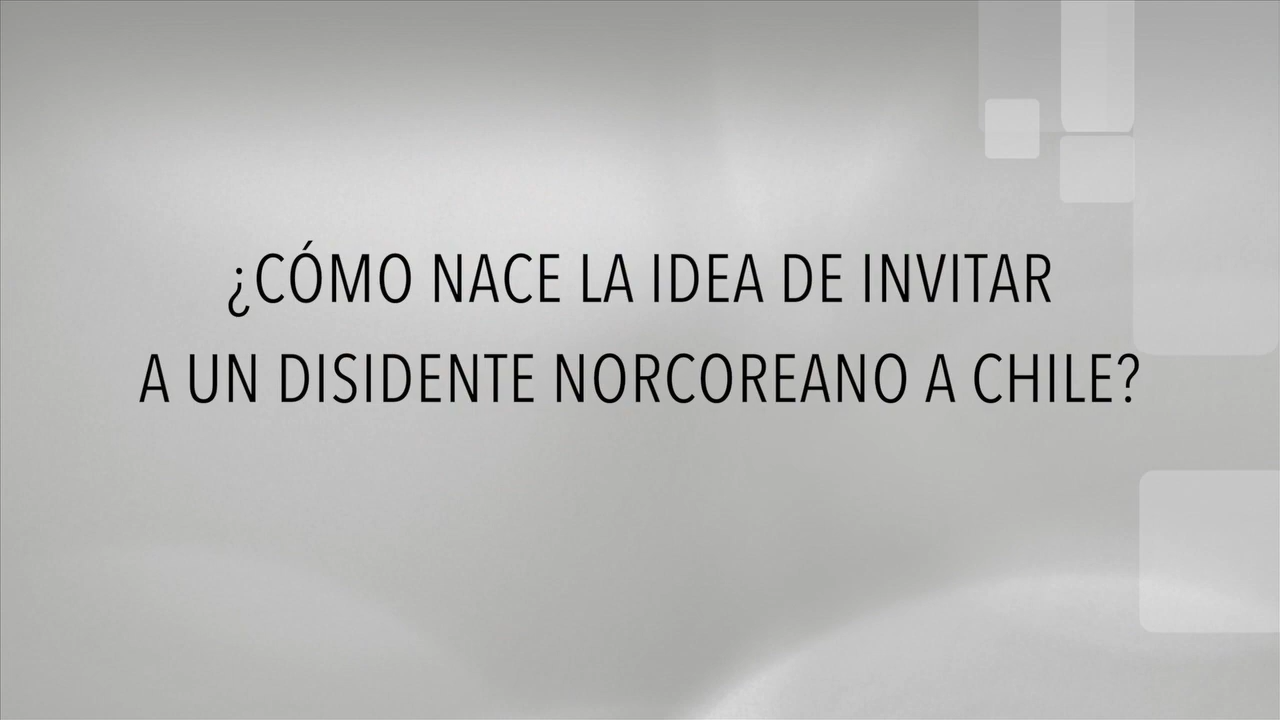 ¿CÓMO NACE LA IDEA DE INVITAR
A UN DISIDENTE NORCOREANO A CHILE?